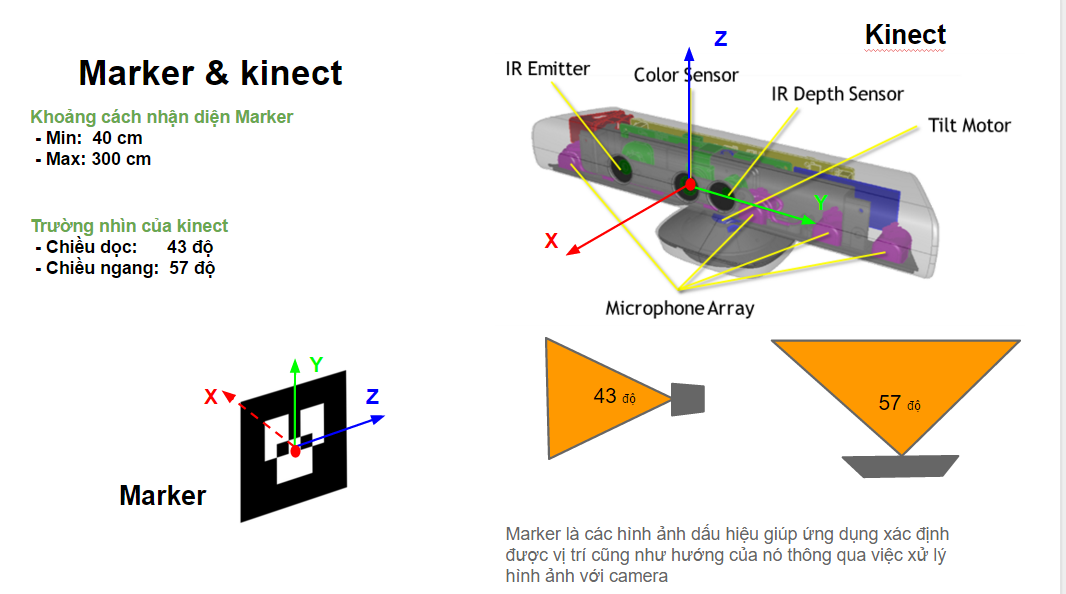 Marker & kinect
Khoảng cách nhận diện Marker
- Min: 40 cm
- Max: 300 cm
Trường nhìn của kinect
- Chiều dọc: 43 độ
- Chiều ngang: 57 độ
Kinect
Z
IR Emitter
Color Sensor
IR Depth Sensor
Tilt Motor
Y
X
Microphone Array
Y
X
Z
Marker
43 độ
57 độ
Marker là các hình ảnh dấu hiệu giúp ứng dụng xác định
được vị trí cũng như hướng của nó thông qua việc xử lý
hình ảnh với camera